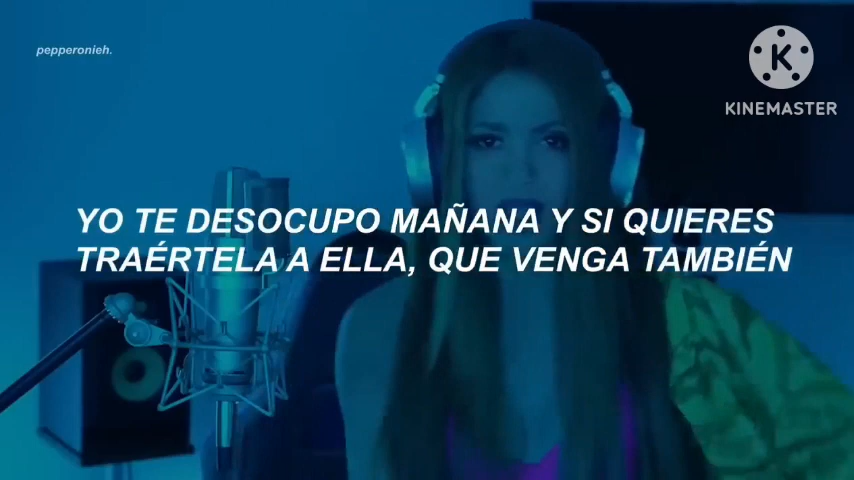 pepperonieh.
K
KINEMASTER
YO TE DESOCUPO MAÑANA Y SI QUIERES
TRAÉRTELA A ELLA, QUE VENGA TAMBIÉN